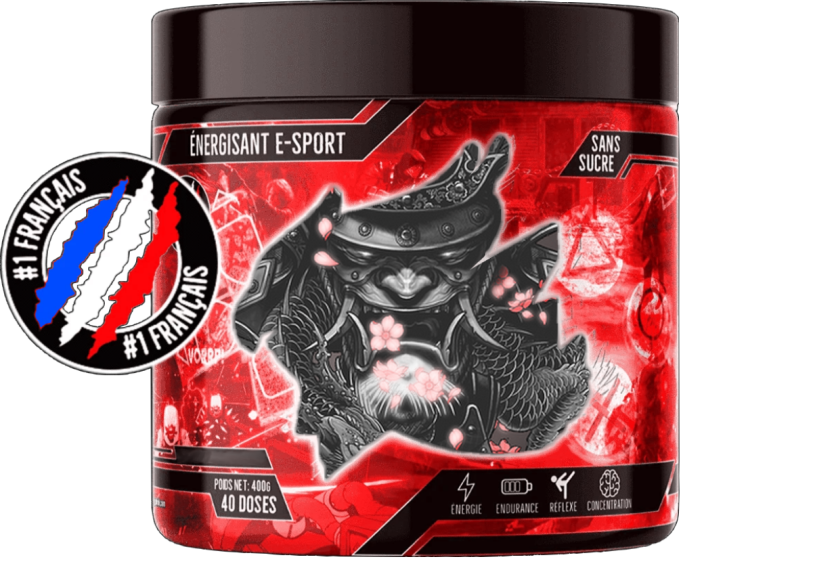 ÉNERGISANT E-SPORT
SANS
SUCRE
#1 FRANÇAIS
#1 FRANÇAIS
POIDS NET: 400G
40 DOSES
ÉNERGIE
ENDURANCE
RÉFLEXE
CONCENTRATION